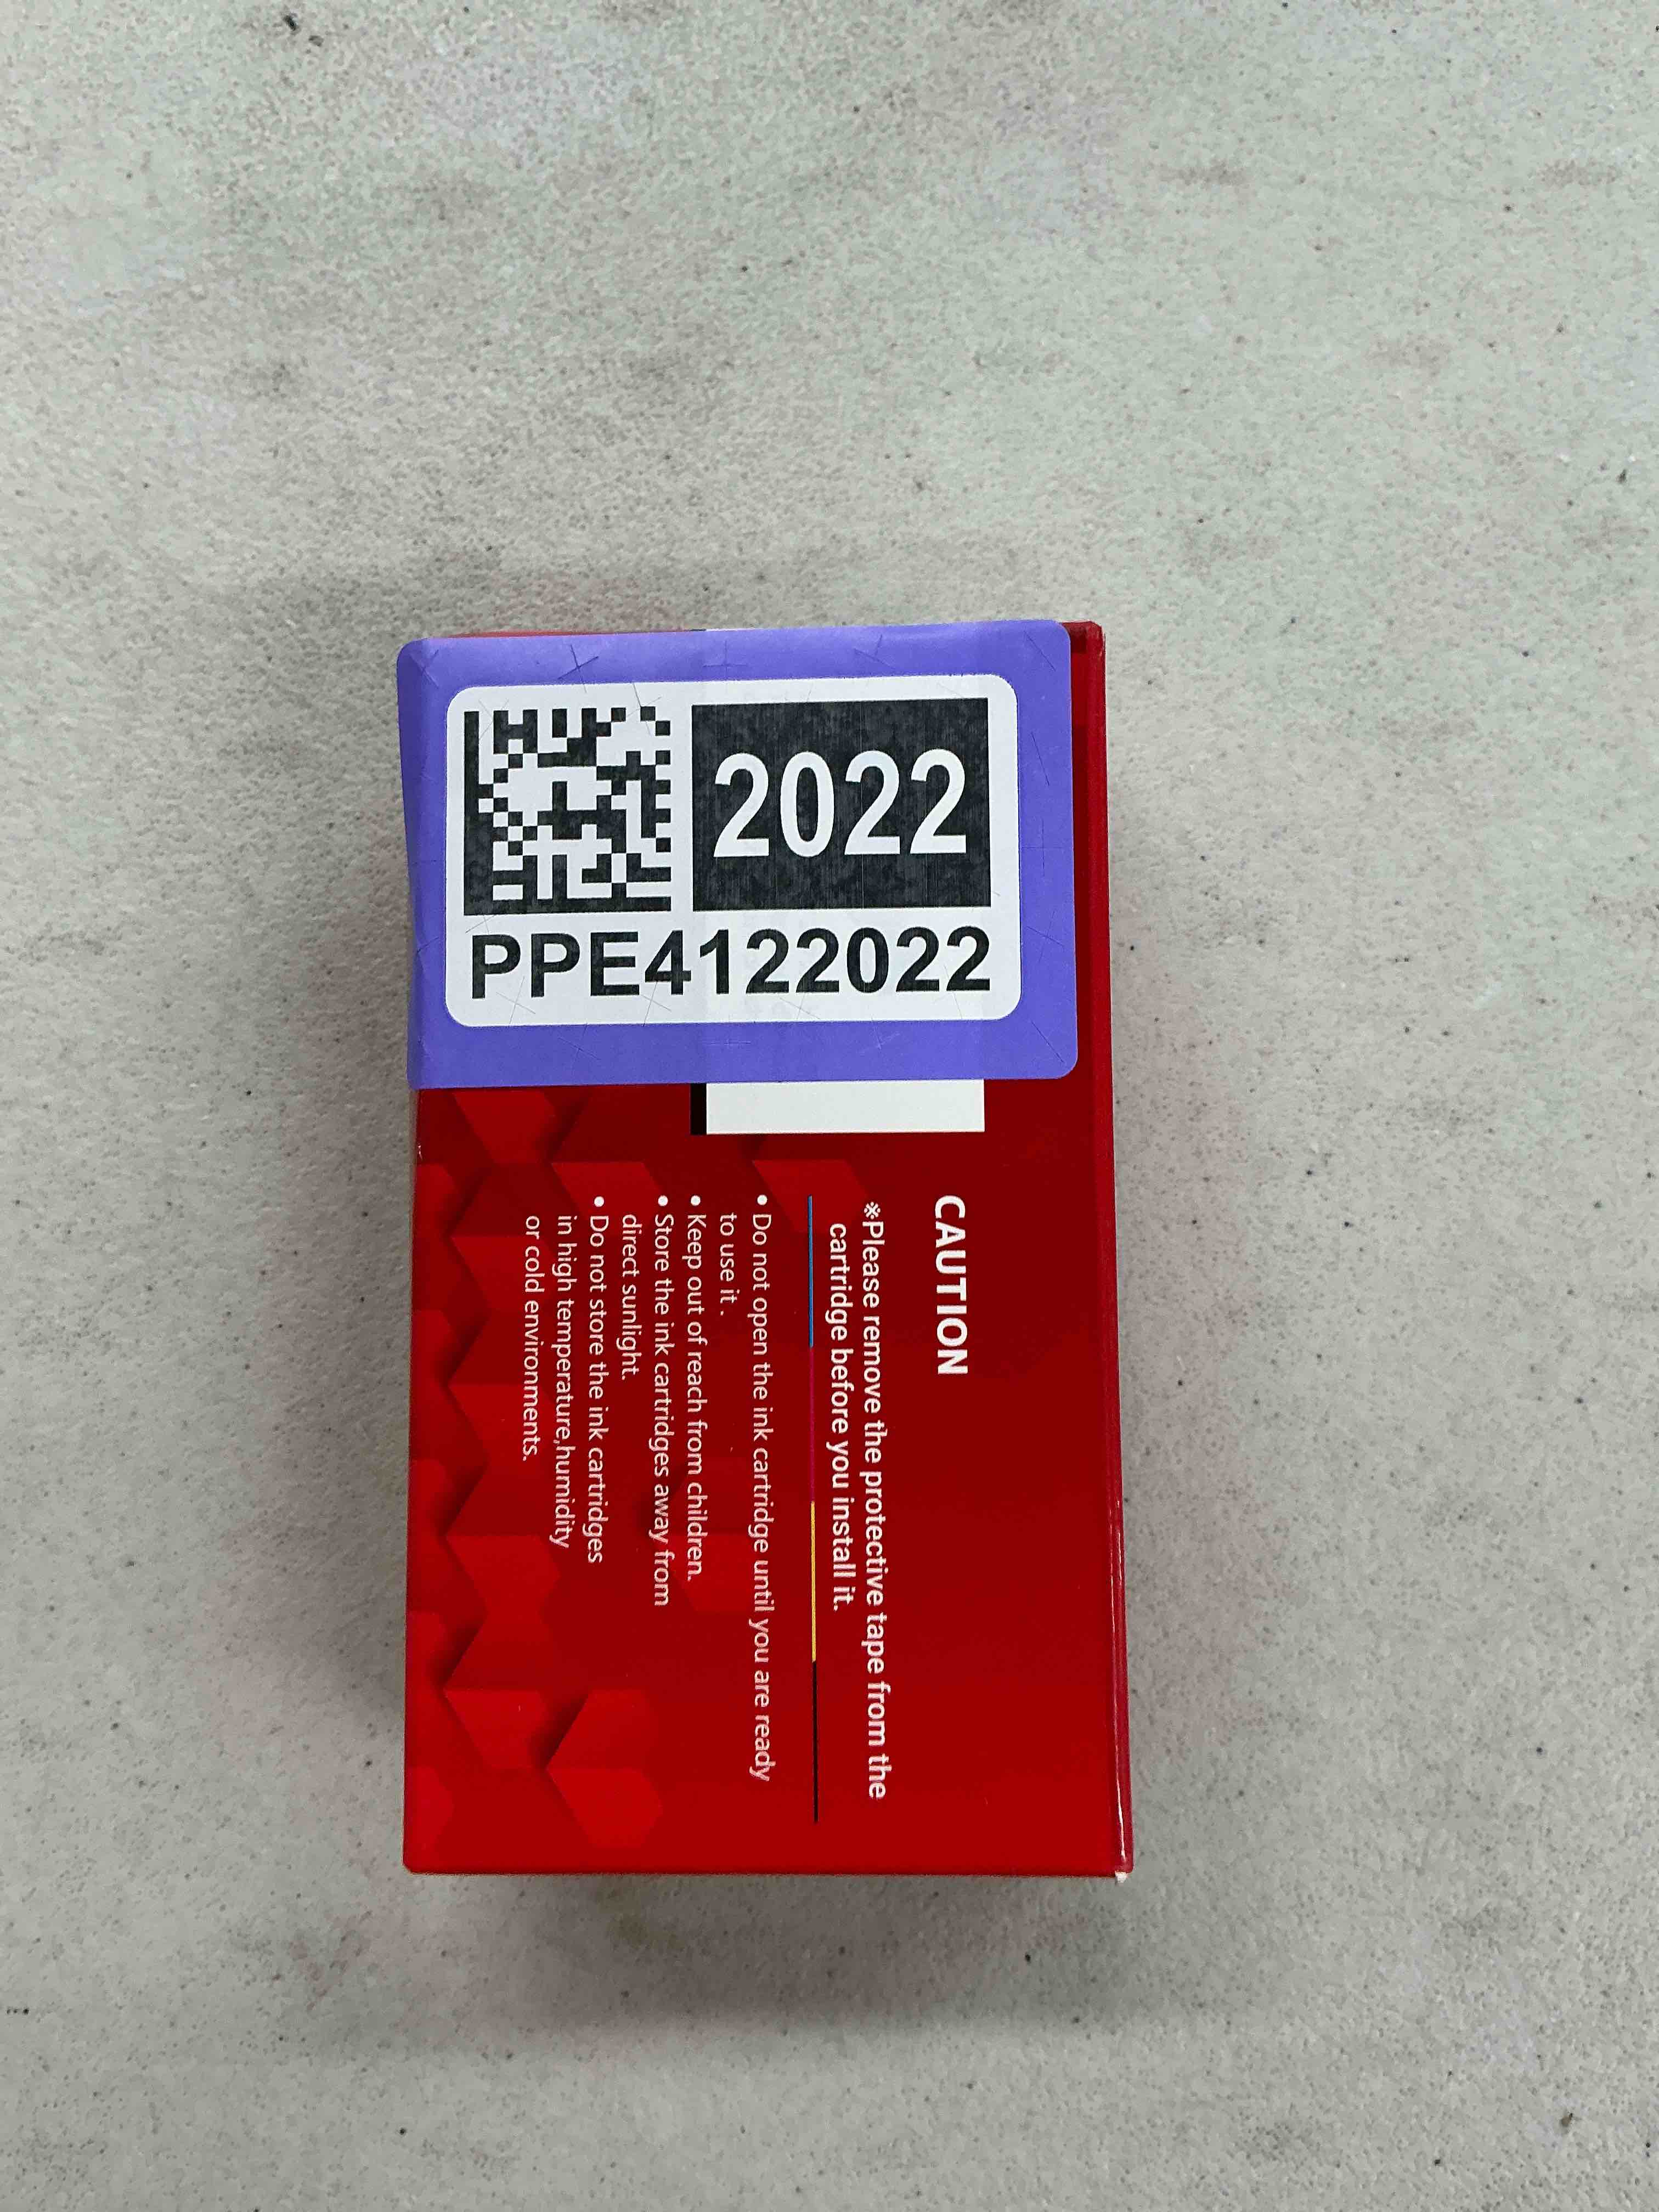 2022
PPE4122022
CAUTION
※Please remove the protective tape from the
cartridge before you install it.
• Do not open the ink cartridge until you are ready
to use it .
• Keep out of reach from children.
• Store the ink cartridges away from
direct sunlight.
• Do not store the ink cartridges
in high temperature,humidity
or cold environments.